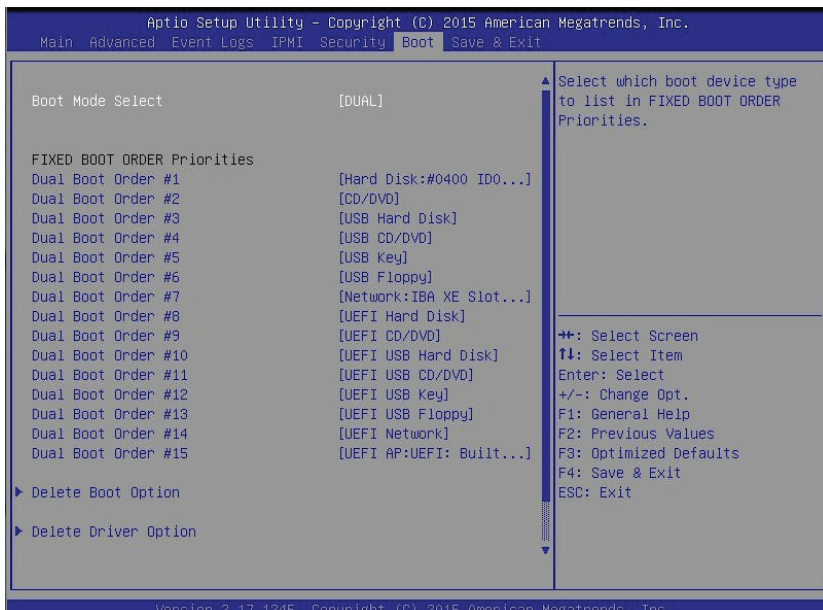 Aptio Setup Utility – Copyright (C) 2015 American Megatrends, Inc.
Main Advanced Event Logs IPMI Security Boot Save & Exit
Boot Mode Select [DUAL]
FIXED BOOT ORDER Priorities
Dual Boot Order #1 [Hard Disk:#0400 ID0...]
Dual Boot Order #2 [CD/DVD]
Dual Boot Order #3 [USB Hard Disk]
Dual Boot Order #4 [USB CD/DVD]
Dual Boot Order #5 [USB Key]
Dual Boot Order #6 [USB Floppy]
Dual Boot Order #7 [Network:IBA XE Slot...]
Dual Boot Order #8 [UEFI Hard Disk]
Dual Boot Order #9 [UEFI CD/DVD]
Dual Boot Order #10 [UEFI USB Hard Disk]
Dual Boot Order #11 [UEFI USB CD/DVD]
Dual Boot Order #12 [UEFI USB Key]
Dual Boot Order #13 [UEFI USB Floppy]
Dual Boot Order #14 [UEFI Network]
Dual Boot Order #15 [UEFI AP:UEFI: Built...]
Delete Boot Option
Delete Driver Option
Select which boot device type
to list in FIXED BOOT ORDER
Priorities.
→←: Select Screen
↑↓: Select Item
Enter: Select
+/-: Change Opt.
F1: General Help
F2: Previous Values
F3: Optimized Defaults
F4: Save & Exit
ESC: Exit
Version 2.17.1245. Copyright (C) 2015 American Megatrends, Inc.